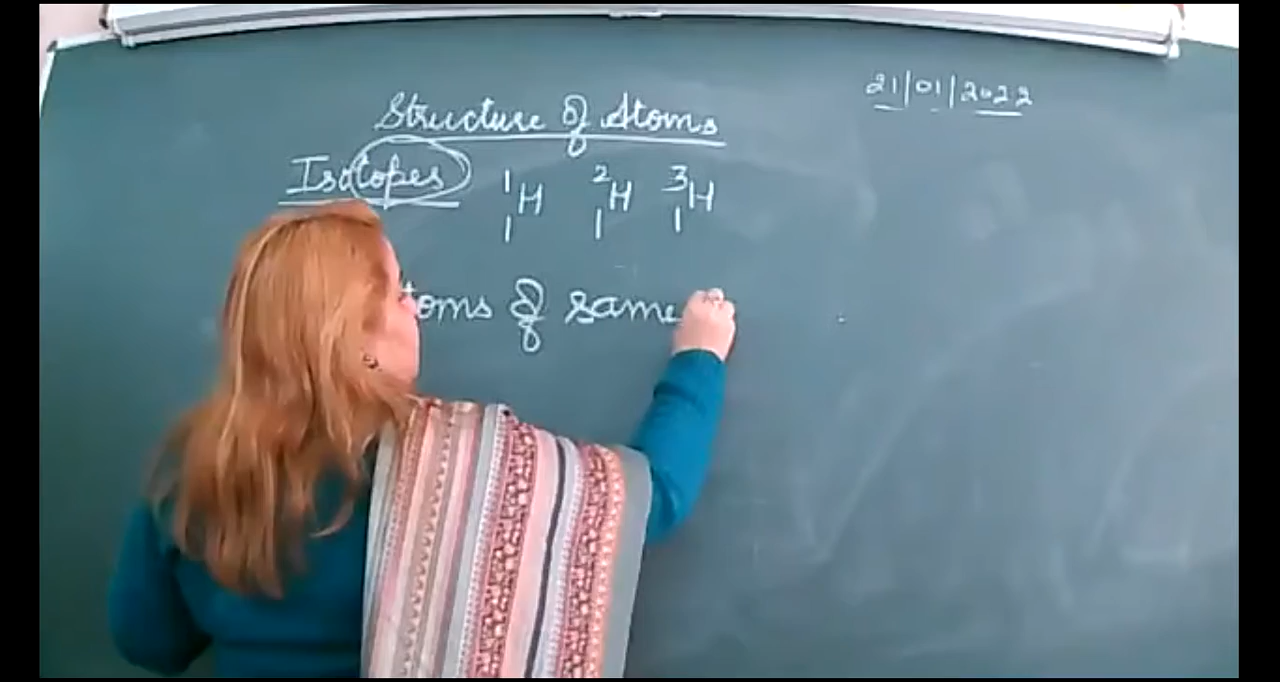 21|01|2022
Structure of Atoms
Isotopes ¹₁H ²₁H ³₁H
toms of same